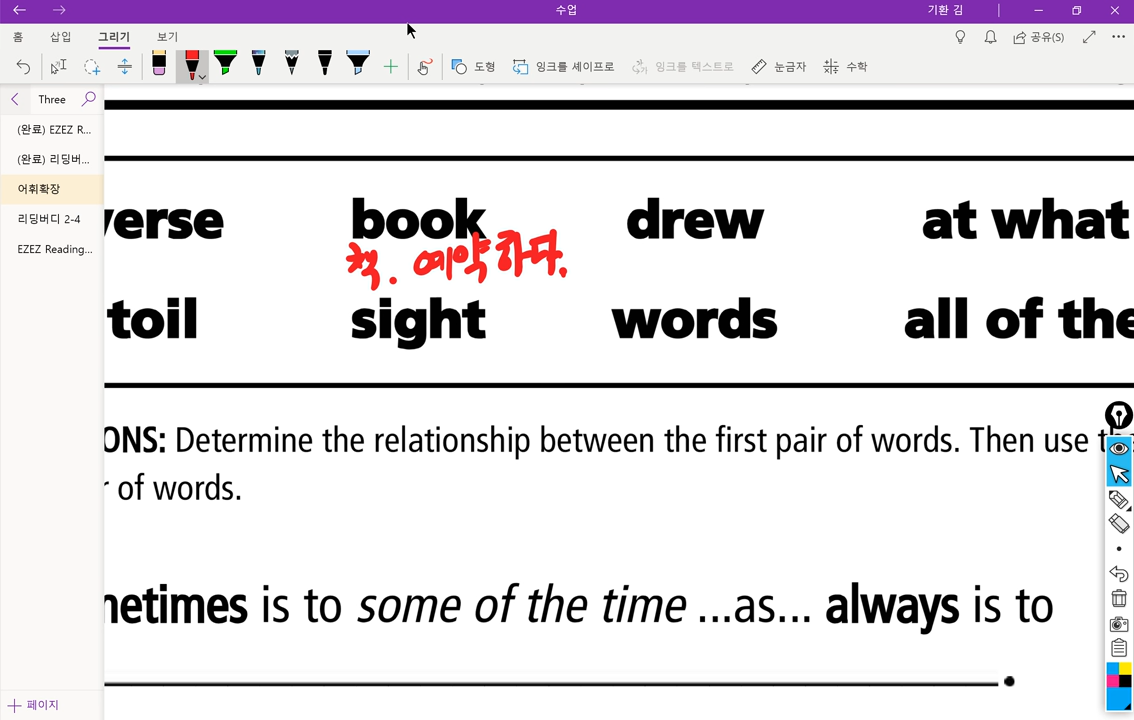 수업
기환 김
홈 삽입 그리기 보기
공유(S)
도형 잉크를 셰이프로 잉크를 텍스트로 눈금자 수학
Three
(완료) EZEZ R...
(완료) 리딩버...
어휘확장
리딩버디 2-4
EZEZ Reading...
페이지
verse book drew at what
책. 예약하다.
toil sight words all of the
ONS: Determine the relationship between the first pair of words. Then use th
r of words.
netimes is to some of the time ...as... always is to